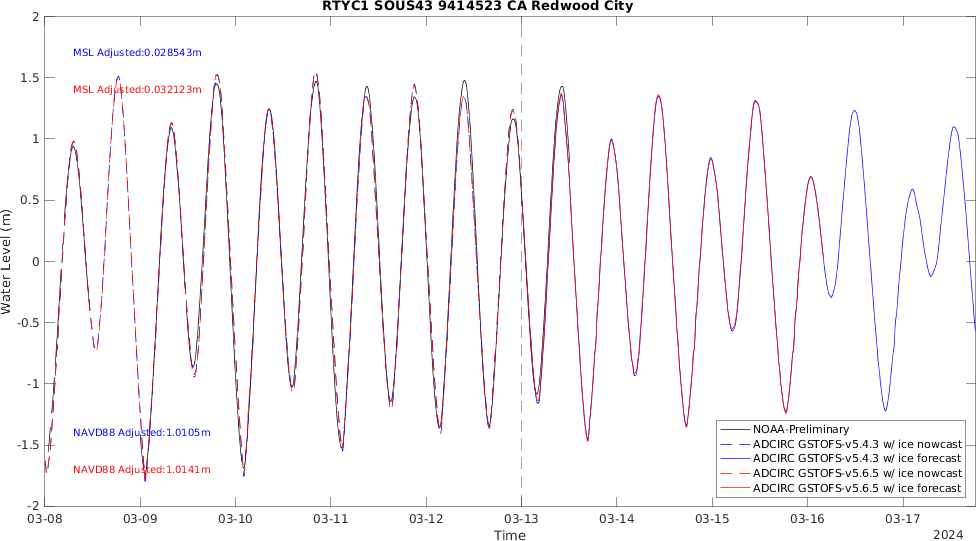 RTYC1 SOUS43 9414523 CA Redwood City
2
1.5
1
0.5
0
-0.5
-1
-1.5
-2
Water Level (m)
MSL Adjusted:0.028543m
MSL Adjusted:0.032123m
NAVD88 Adjusted:1.0105m
NAVD88 Adjusted:1.0141m
NOAA-Preliminary
ADCIRC GSTOFS-v5.4.3 w/ ice nowcast
ADCIRC GSTOFS-v5.4.3 w/ ice forecast
ADCIRC GSTOFS-v5.6.5 w/ ice nowcast
ADCIRC GSTOFS-v5.6.5 w/ ice forecast
03-08 03-09 03-10 03-11 03-12 03-13 03-14 03-15 03-16 03-17
Time
2024